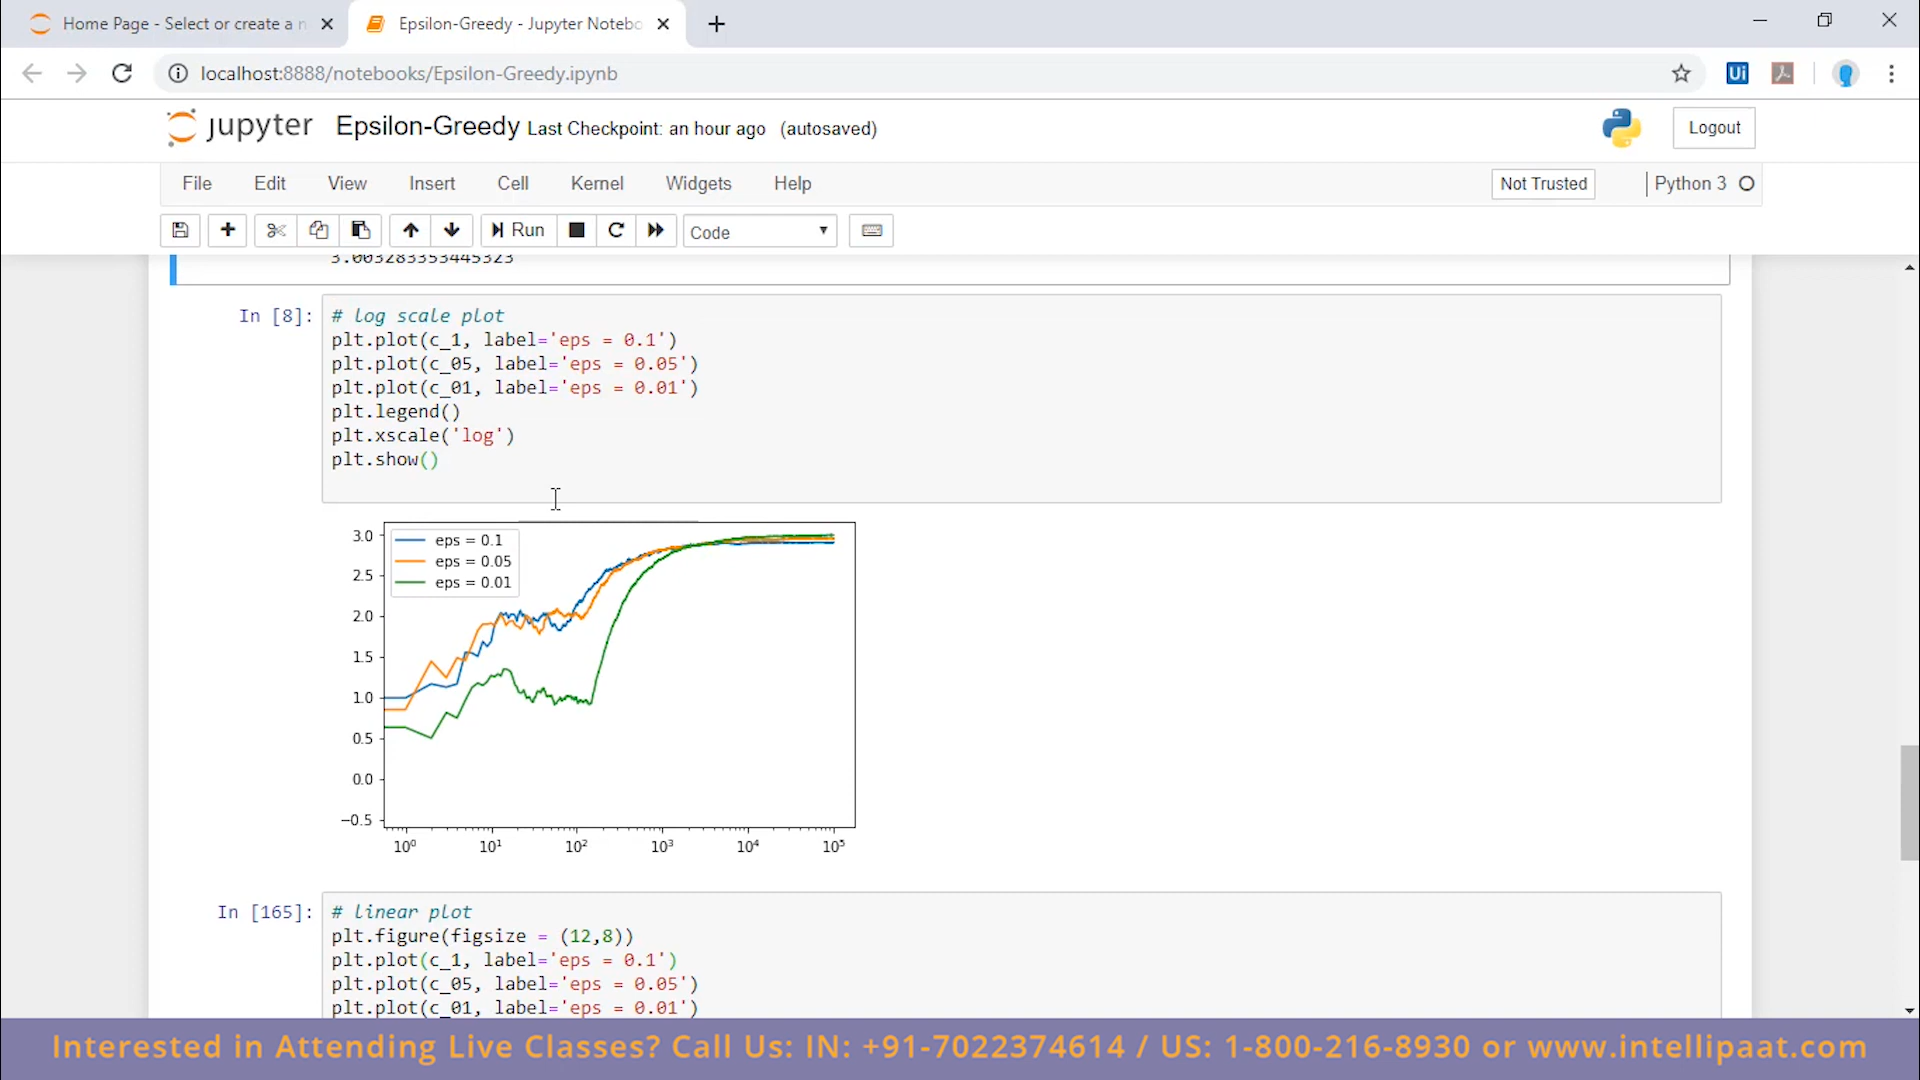 Home Page - Select or create a n
Epsilon-Greedy - Jupyter Notebo
localhost:8888/notebooks/Epsilon-Greedy.ipynb
Ui
jupyter Epsilon-Greedy Last Checkpoint: an hour ago (autosaved)
Logout
File Edit View Insert Cell Kernel Widgets Help
Not Trusted
Python 3
Run
Code
3.003283353445323
In [8]:
# log scale plot
plt.plot(c_1, label='eps = 0.1')
plt.plot(c_05, label='eps = 0.05')
plt.plot(c_01, label='eps = 0.01')
plt.legend()
plt.xscale('log')
plt.show()
eps = 0.1
eps = 0.05
eps = 0.01
3.0
2.5
2.0
1.5
1.0
0.5
0.0
−0.5
10⁰ 10¹ 10² 10³ 10⁴ 10⁵
In [165]:
# linear plot
plt.figure(figsize = (12,8))
plt.plot(c_1, label='eps = 0.1')
plt.plot(c_05, label='eps = 0.05')
plt.plot(c_01, label='eps = 0.01')
Interested in Attending Live Classes? Call Us: IN: +91-7022374614 / US: 1-800-216-8930 or www.intellipaat.com